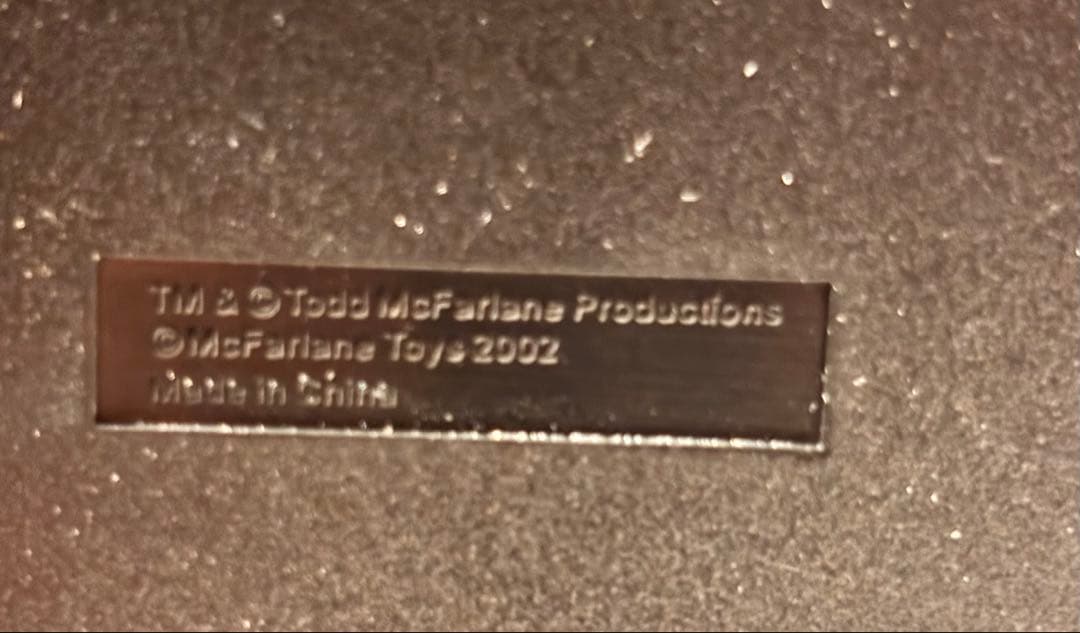 TM & © Todd McFarlane Productions
© McFarlane Toys 2002
Made in China